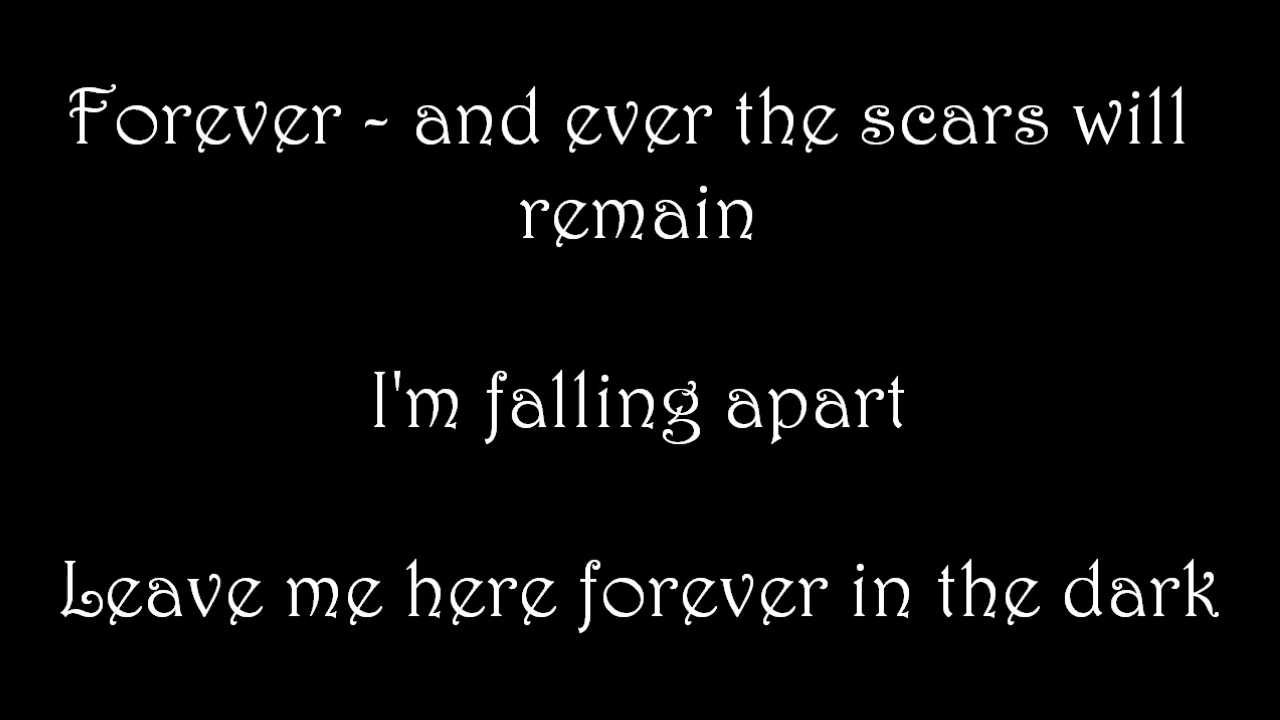 Forever - and ever the scars will
remain
I'm falling apart
Leave me here forever in the dark